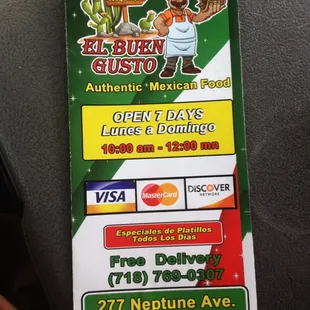 EL BUEN
GUSTO
Authentic Mexican Food
OPEN 7 DAYS
Lunes a Domingo
10:00 am - 12:00 mn
VISA
MasterCard
DISCOVER
NETWORK
Especiales de Platillos
Todos Los Dias
Free Delivery
(718) 769-0307
277 Neptune Ave.